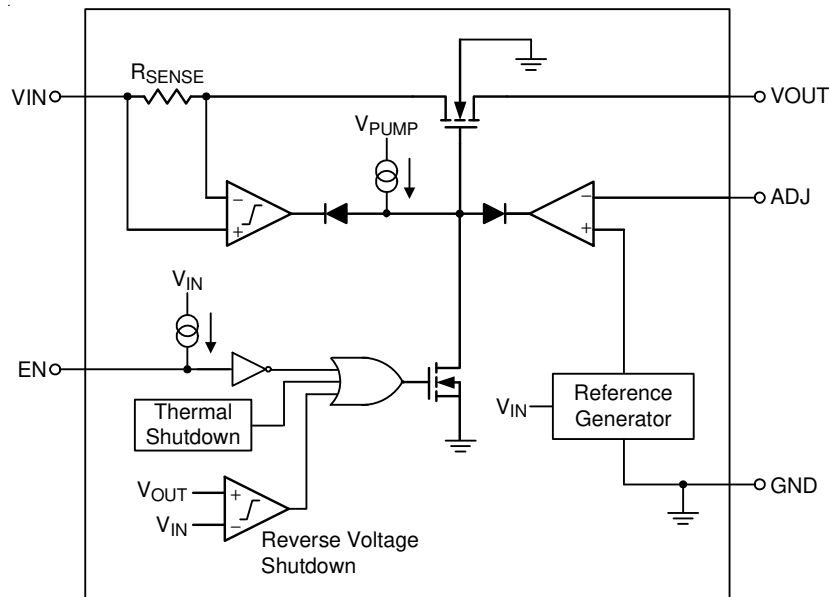 RSENSE
VIN
VOUT
VPUMP
ADJ
−
+
−
+
VIN
EN
Thermal
Shutdown
VIN
Reference
Generator
VOUT
+
VIN
−
GND
Reverse Voltage
Shutdown